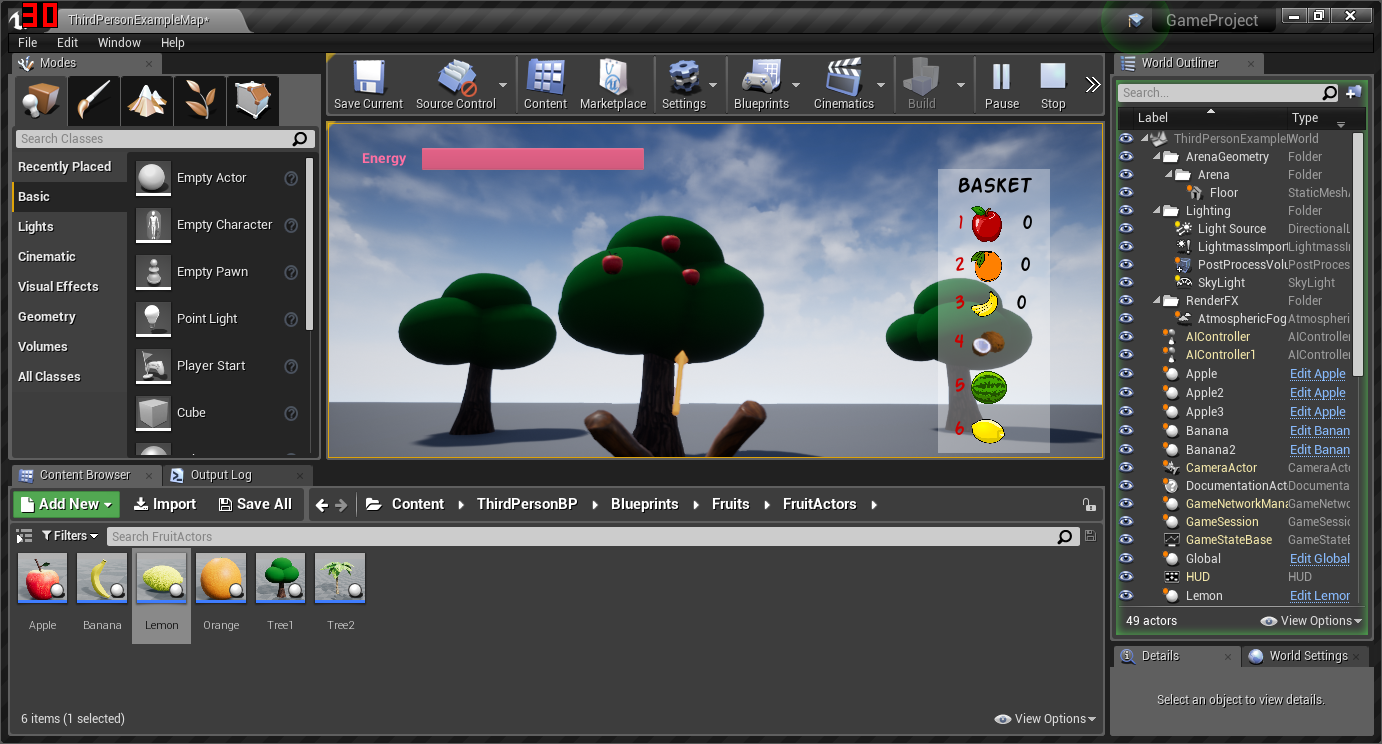 30
ThirdPersonExampleMap*
GameProject
File Edit Window Help
Modes
Search Classes
Recently Placed
Basic
Lights
Cinematic
Visual Effects
Geometry
Volumes
All Classes
Empty Actor
Empty Character
Empty Pawn
Point Light
Player Start
Cube
Save Current Source Control Content Marketplace Settings Blueprints Cinematics Build Pause Stop
Energy
BASKET
1 0
2 0
3 0
4
5
6
World Outliner
Search...
Label Type
ThirdPersonExampleI World
ArenaGeometry Folder
Arena Folder
Floor StaticMeshA
Lighting Folder
Light Source DirectionalL
LightmassImport LightmassIn
PostProcessVolu PostProces
SkyLight SkyLight
RenderFX Folder
AtmosphericFog Atmospheri
AIController AIController
AIController1 AIController
Apple Edit Apple
Apple2 Edit Apple
Apple3 Edit Apple
Banana Edit Banan
Banana2 Edit Banan
CameraActor CameraActo
DocumentationAct Documenta
GameNetworkMana GameNetwo
GameSession GameSessic
GameStateBase GameStateE
Global Edit Global
HUD HUD
Lemon Edit Lemor
49 actors View Options
Details World Settings
Select an object to view details.
Content Browser Output Log
Add New Import Save All Content ThirdPersonBP Blueprints Fruits FruitActors
Filters Search FruitActors
Apple Banana Lemon Orange Tree1 Tree2
6 items (1 selected) View Options